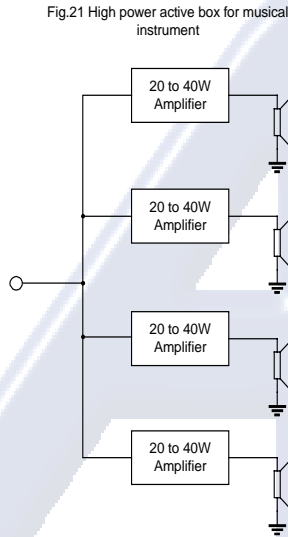 Fig.21 High power active box for musical
instrument
20 to 40W
Amplifier
20 to 40W
Amplifier
20 to 40W
Amplifier
20 to 40W
Amplifier